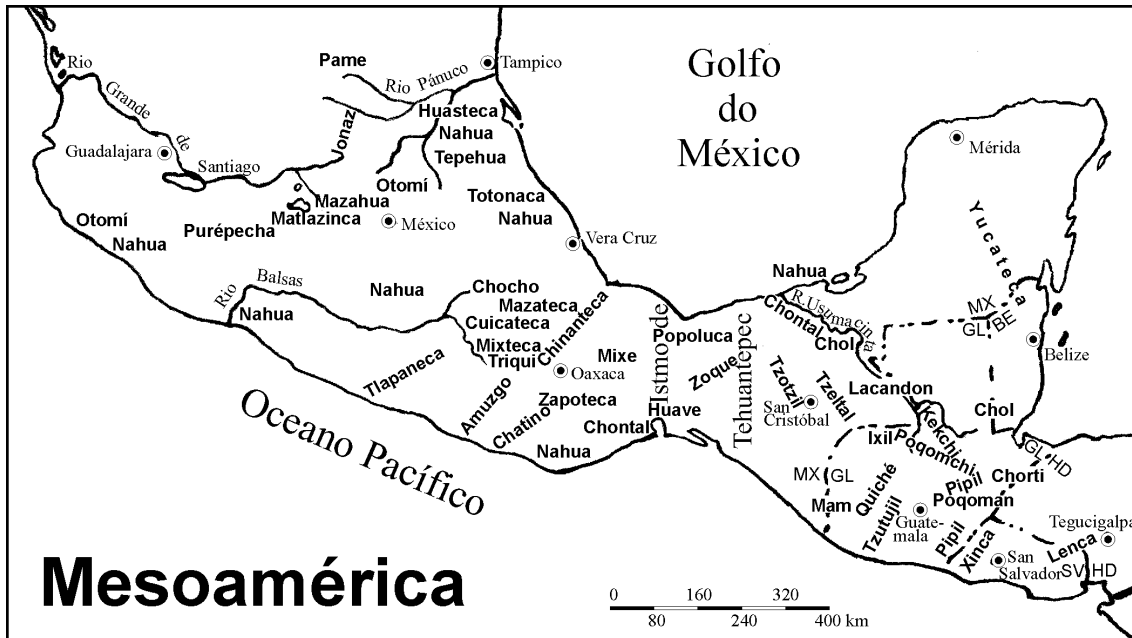 Pame
Rio Pánuco
Tampico
Golfo
do
México
Rio
Grande
de
Santiago
Guadalajara
Jonaz
Huasteca
Nahua
Tepehua
Otomí
Mazahua
Matlazinca
México
Totonaca
Nahua
Vera Cruz
Otomí
Nahua
Purépecha
Mérida
Yucateca
Rio
Balsas
Nahua
Nahua
Chocho
Mazateca
Cuicateca
Mixteca
Triqui
Chinanteca
Tlapaneca
Amuzgo
Chatino
Oaxaca
Mixe
Zapoteca
Chontal
Nahua
Huave
Popoluca
Zoque
Istmo de
Tehuantepec
Nahua
R. Usumacinta
Chontal
Chol
Tzotzil
Tzeltal
San
Cristóbal
Lacandon
MX
GL
BE
Belize
Chol
Kekchi
Ixil
Poqomchi
GL
HD
MX
GL
Mam
Quiché
Tzutujil
Pipil
Poqoman
Chorti
Guate-
mala
Pipil
Xinca
Tegucigalpa
Lenca
San
Salvador
SV
HD
Oceano Pacífico
Mesoamérica
0 160 320
80 240 400 km